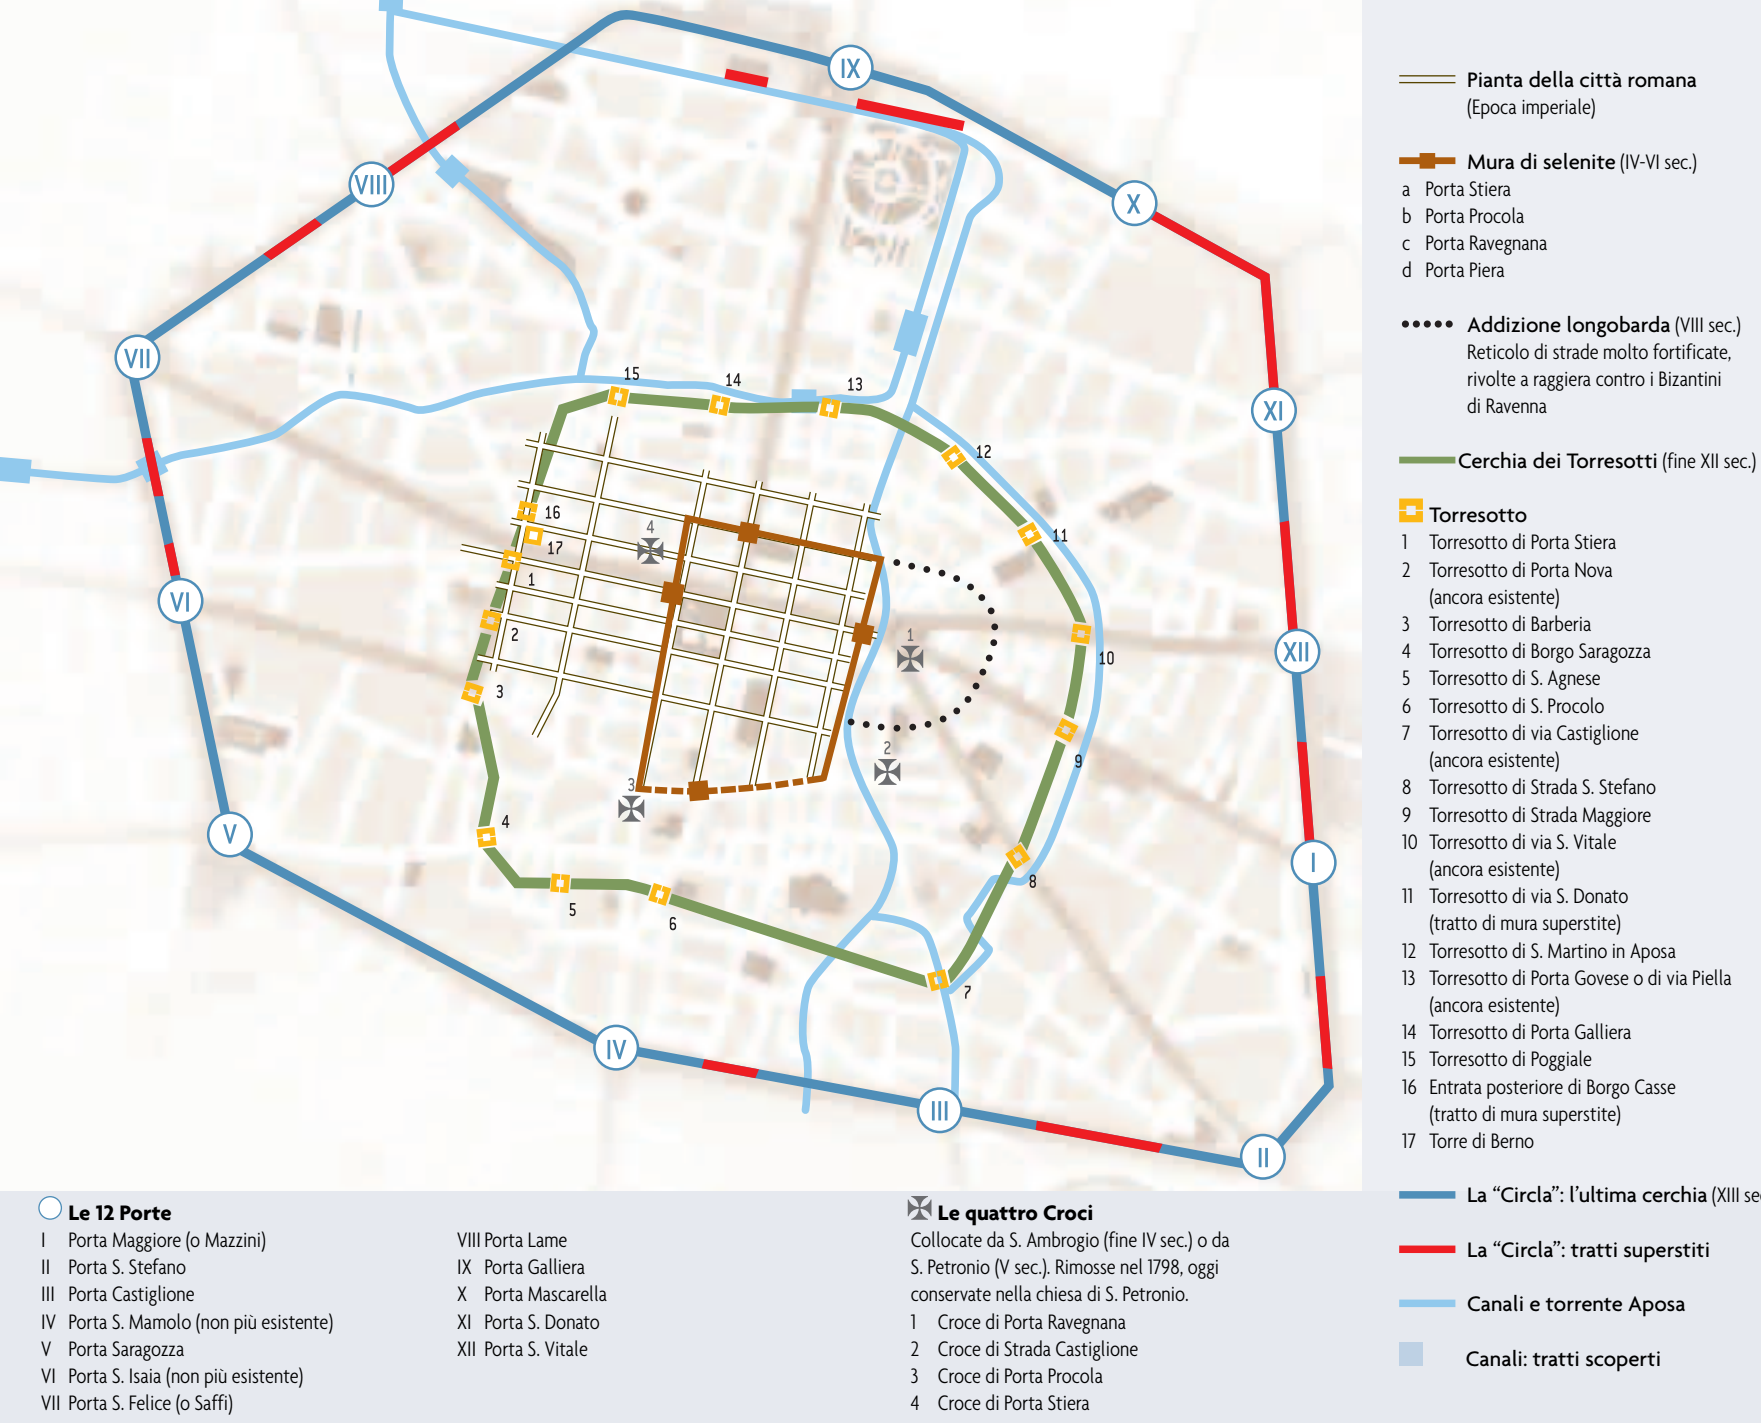 IX
VIII
X
VII
XI
15
14
13
12
11
16
17
4
1
2
3
1
2
3
10
9
VI
XII
4
5
6
7
8
V
I
IV
III
II
Pianta della città romana
(Epoca imperiale)
Mura di selenite (IV-VI sec.)
a Porta Stiera
b Porta Procola
c Porta Ravegnana
d Porta Piera
Addizione longobarda (VIII sec.)
Reticolo di strade molto fortificate,
rivolte a raggiera contro i Bizantini
di Ravenna
Cerchia dei Torresotti (fine XII sec.)
Torresotto
1 Torresotto di Porta Stiera
2 Torresotto di Porta Nova
(ancora esistente)
3 Torresotto di Barberia
4 Torresotto di Borgo Saragozza
5 Torresotto di S. Agnese
6 Torresotto di S. Procolo
7 Torresotto di via Castiglione
(ancora esistente)
8 Torresotto di Strada S. Stefano
9 Torresotto di Strada Maggiore
10 Torresotto di via S. Vitale
(ancora esistente)
11 Torresotto di via S. Donato
(tratto di mura superstite)
12 Torresotto di S. Martino in Aposa
13 Torresotto di Porta Govese o di via Piella
(ancora esistente)
14 Torresotto di Porta Galliera
15 Torresotto di Poggiale
16 Entrata posteriore di Borgo Casse
(tratto di mura superstite)
17 Torre di Berno
La “Circla”: l’ultima cerchia (XIII se
La “Circla”: tratti superstiti
Canali e torrente Aposa
Canali: tratti scoperti
Le 12 Porte
I Porta Maggiore (o Mazzini)
II Porta S. Stefano
III Porta Castiglione
IV Porta S. Mamolo (non più esistente)
V Porta Saragozza
VI Porta S. Isaia (non più esistente)
VII Porta S. Felice (o Saffi)
VIII Porta Lame
IX Porta Galliera
X Porta Mascarella
XI Porta S. Donato
XII Porta S. Vitale
Le quattro Croci
Collocate da S. Ambrogio (fine IV sec.) o da
S. Petronio (V sec.). Rimosse nel 1798, oggi
conservate nella chiesa di S. Petronio.
1 Croce di Porta Ravegnana
2 Croce di Strada Castiglione
3 Croce di Porta Procola
4 Croce di Porta Stiera